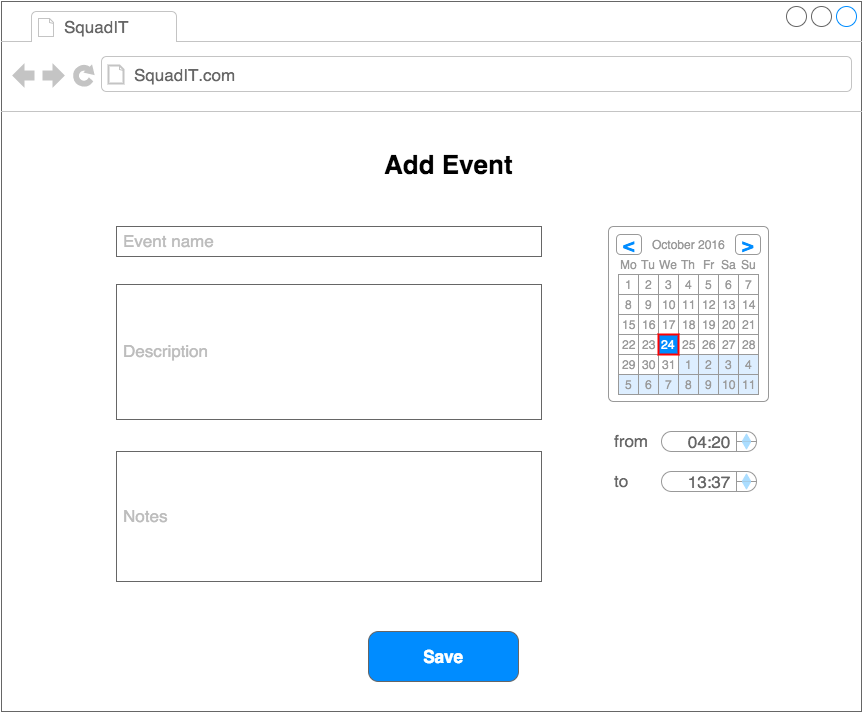 SquadIT
SquadIT.com
Add Event
Event name
Description
Notes
< October 2016 >
Mo Tu We Th Fr Sa Su
1 2 3 4 5 6 7
8 9 10 11 12 13 14
15 16 17 18 19 20 21
22 23 24 25 26 27 28
29 30 31 1 2 3 4
5 6 7 8 9 10 11
from 04:20
to 13:37
Save